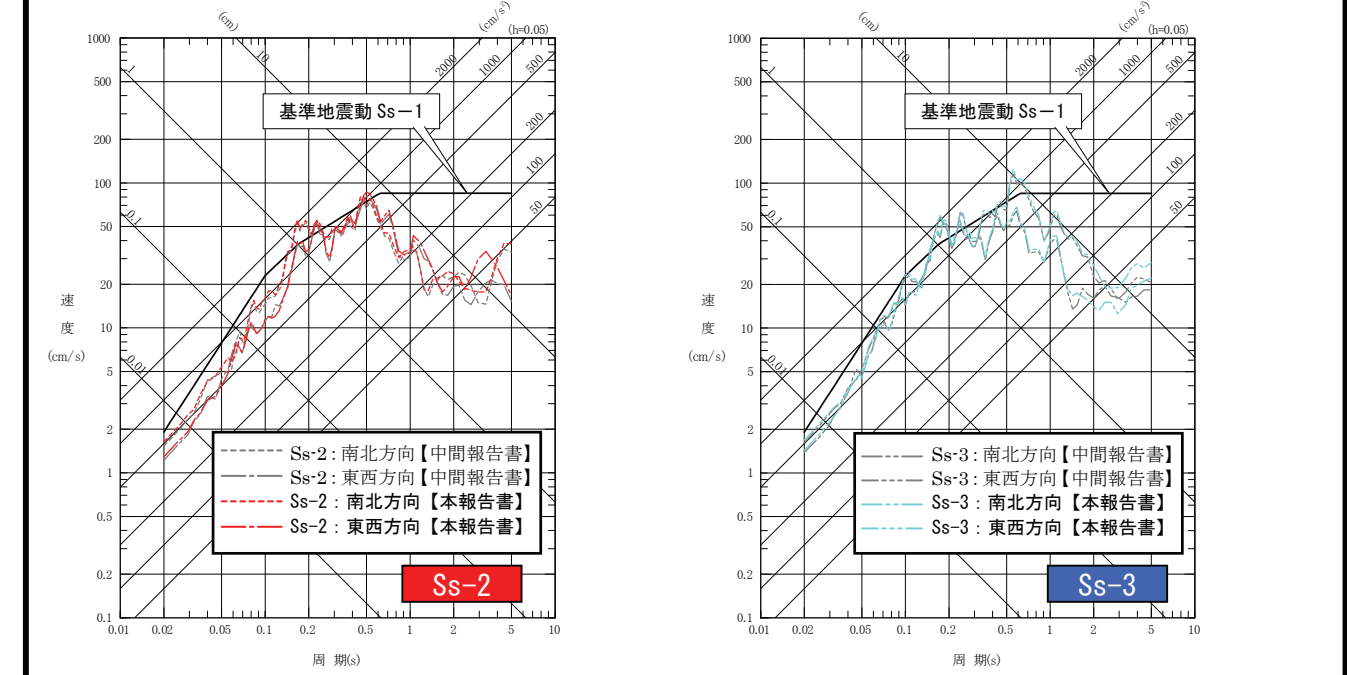 (cm)
(cm/s²)
(h=0.05)
1000
500
200
100
50
20
10
5
2
1
0.5
0.2
0.1
0.01
0.02
0.05
0.1
0.2
0.5
1
2
5
10
1
0.1
0.01
10
2000
1000
500
200
100
50
基準地震動 Ss-1
速
度
(cm/s)
Ss-2：南北方向【中間報告書】
Ss-2：東西方向【中間報告書】
Ss-2：南北方向【本報告書】
Ss-2：東西方向【本報告書】
Ss-2
周 期(s)
(cm)
(cm/s²)
(h=0.05)
1000
500
200
100
50
20
10
5
2
1
0.5
0.2
0.1
0.01
0.02
0.05
0.1
0.2
0.5
1
2
5
10
1
0.1
0.01
10
2000
1000
500
200
100
50
基準地震動 Ss-1
速
度
(cm/s)
Ss-3：南北方向【中間報告書】
Ss-3：東西方向【中間報告書】
Ss-3：南北方向【本報告書】
Ss-3：東西方向【本報告書】
Ss-3
周 期(s)